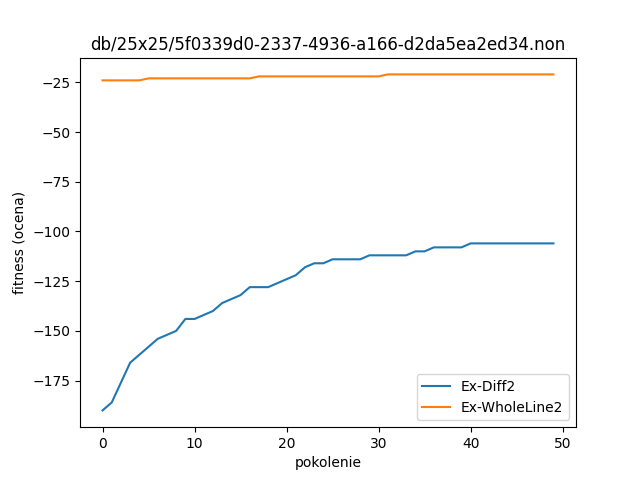 db/25x25/5f0339d0-2337-4936-a166-d2da5ea2ed34.non
fitness (ocena)
−25
−50
−75
−100
−125
−150
−175
0 10 20 30 40 50
pokolenie
Ex-Diff2
Ex-WholeLine2